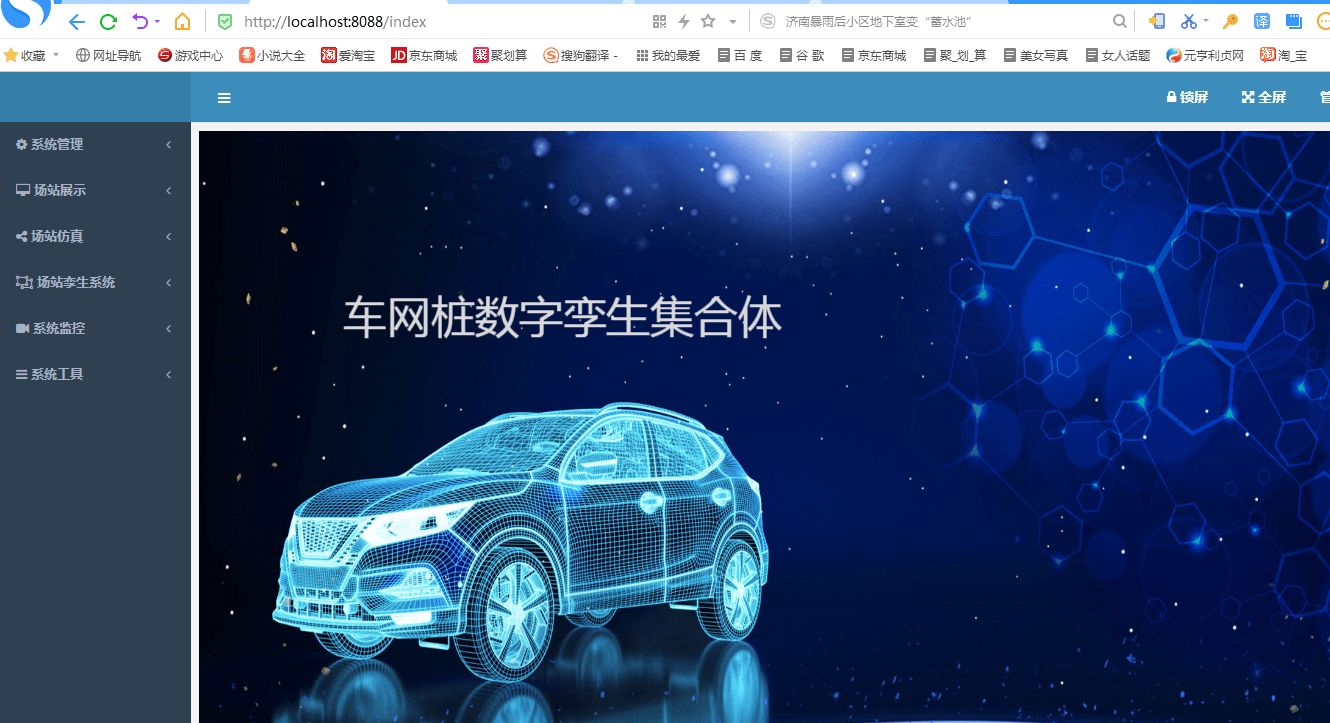 http://localhost:8088/index
济南暴雨后小区地下室变“蓄水池”
译
收藏 网址导航 游戏中心 小说大全 淘 爱淘宝 JD 京东商城 聚 聚划算 搜狗翻译 - 我的最爱 百 度 谷 歌 京东商城 聚_划_算 美女写真 女人话题 元亨利贞网 淘 淘_宝
锁屏 全屏
系统管理
场站展示
场站仿真
场站孪生系统
系统监控
系统工具
车网桩数字孪生集合体